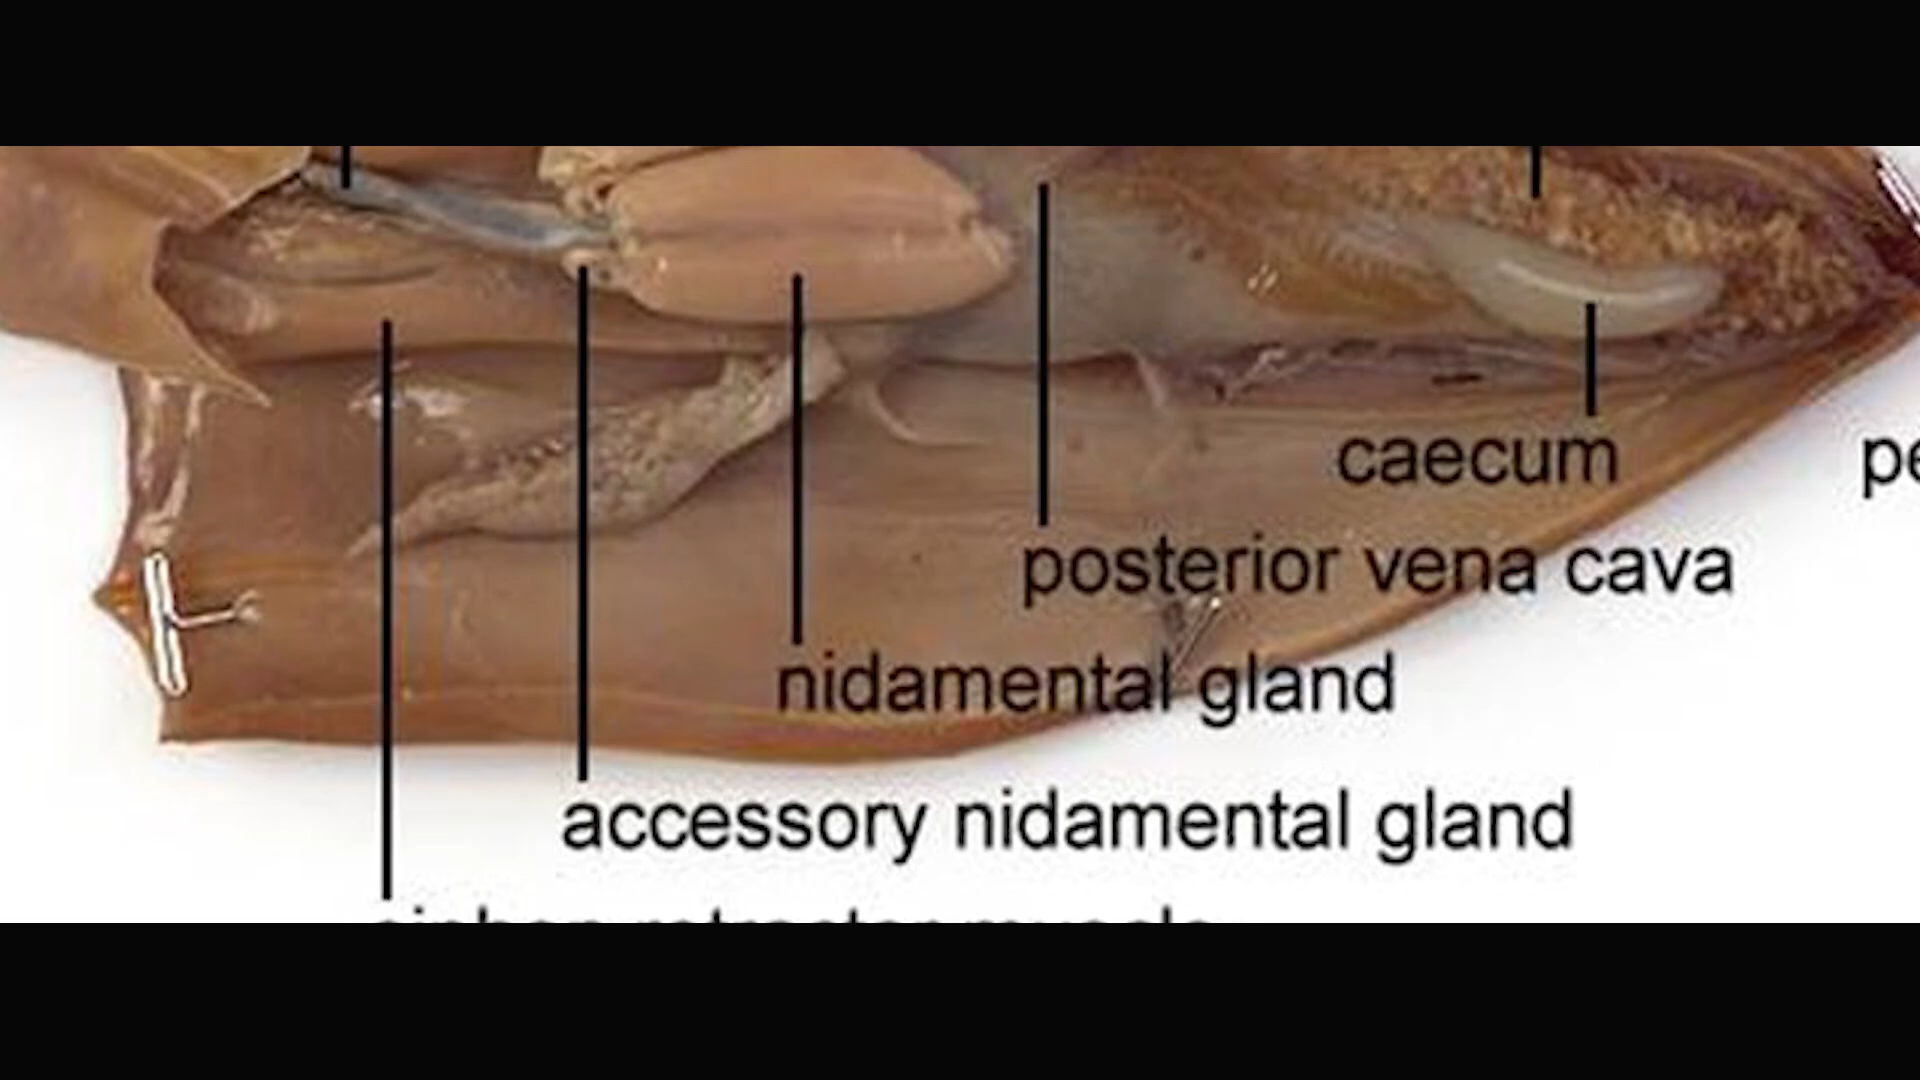 caecum
posterior vena cava
nidamental gland
accessory nidamental gland